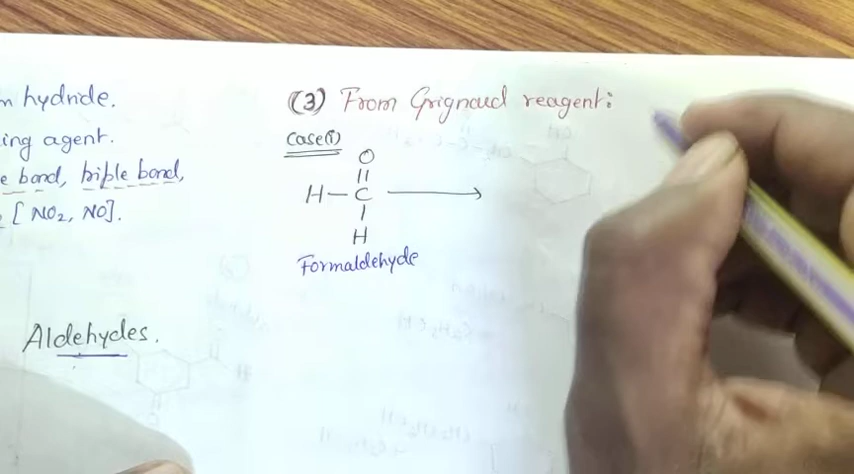 n hydride.
ing agent.
e bond, triple bond,
[NO₂, NO].
Aldehydes.
(3) From Grignard reagent:
Case(i)
O
||
H—C⟶
|
H
Formaldehyde